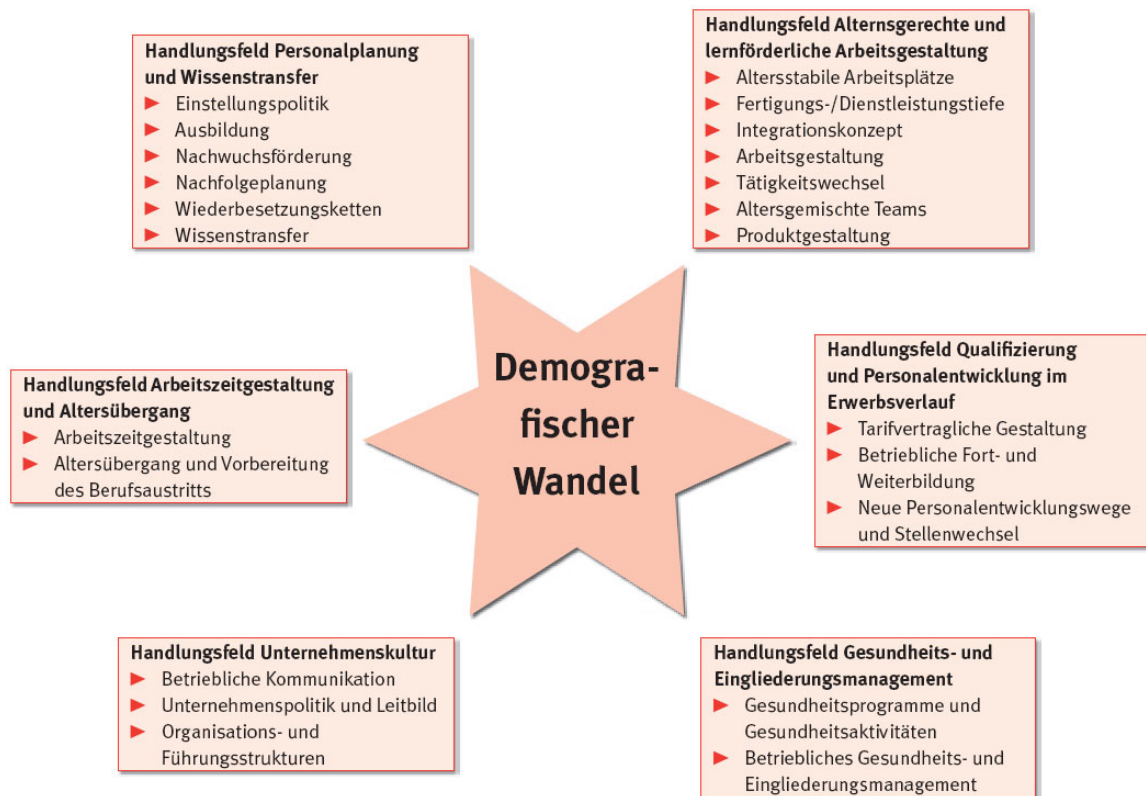 Handlungsfeld Personalplanung
und Wissenstransfer
► Einstellungspolitik
► Ausbildung
► Nachwuchsförderung
► Nachfolgeplanung
► Wiederbesetzungsketten
► Wissenstransfer
Handlungsfeld Alternsgerechte und
lernförderliche Arbeitsgestaltung
► Altersstabile Arbeitsplätze
► Fertigungs-/Dienstleistungstiefe
► Integrationskonzept
► Arbeitsgestaltung
► Tätigkeitswechsel
► Altersgemischte Teams
► Produktgestaltung
Handlungsfeld Arbeitszeitgestaltung
und Altersübergang
► Arbeitszeitgestaltung
► Altersübergang und Vorbereitung
des Berufsaustritts
Demogra-
fischer
Wandel
Handlungsfeld Qualifizierung
und Personalentwicklung im
Erwerbsverlauf
► Tarifvertragliche Gestaltung
► Betriebliche Fort- und
Weiterbildung
► Neue Personalentwicklungswege
und Stellenwechsel
Handlungsfeld Unternehmenskultur
► Betriebliche Kommunikation
► Unternehmenspolitik und Leitbild
► Organisations- und
Führungsstrukturen
Handlungsfeld Gesundheits- und
Eingliederungsmanagement
► Gesundheitsprogramme und
Gesundheitsaktivitäten
► Betriebliches Gesundheits- und
Eingliederungsmanagement